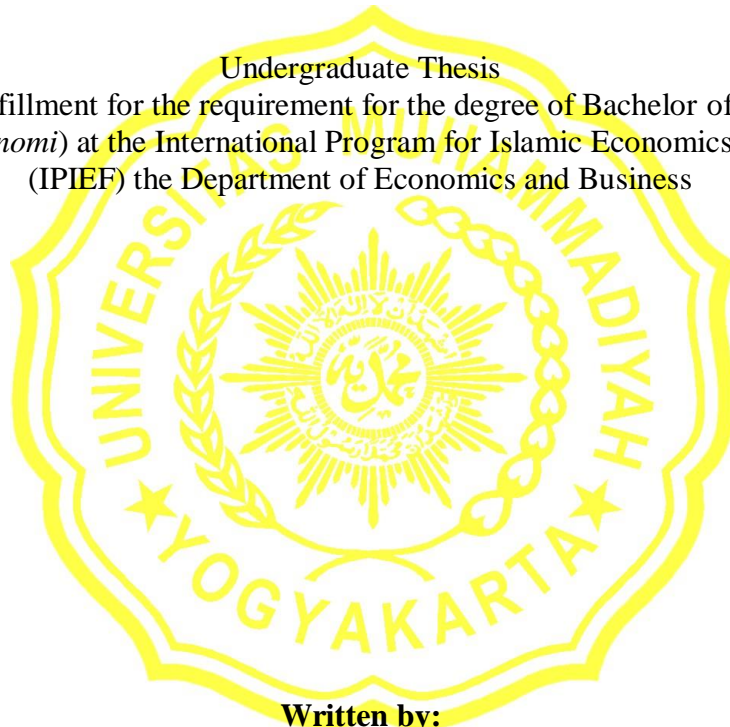 Undergraduate Thesis
fillment for the requirement for the degree of Bachelor of
nomi) at the International Program for Islamic Economics
(IPIEF) the Department of Economics and Business
UNIVERSITAS MUHAMMADIYAH
YOGYAKARTA
محمدية
Written by: